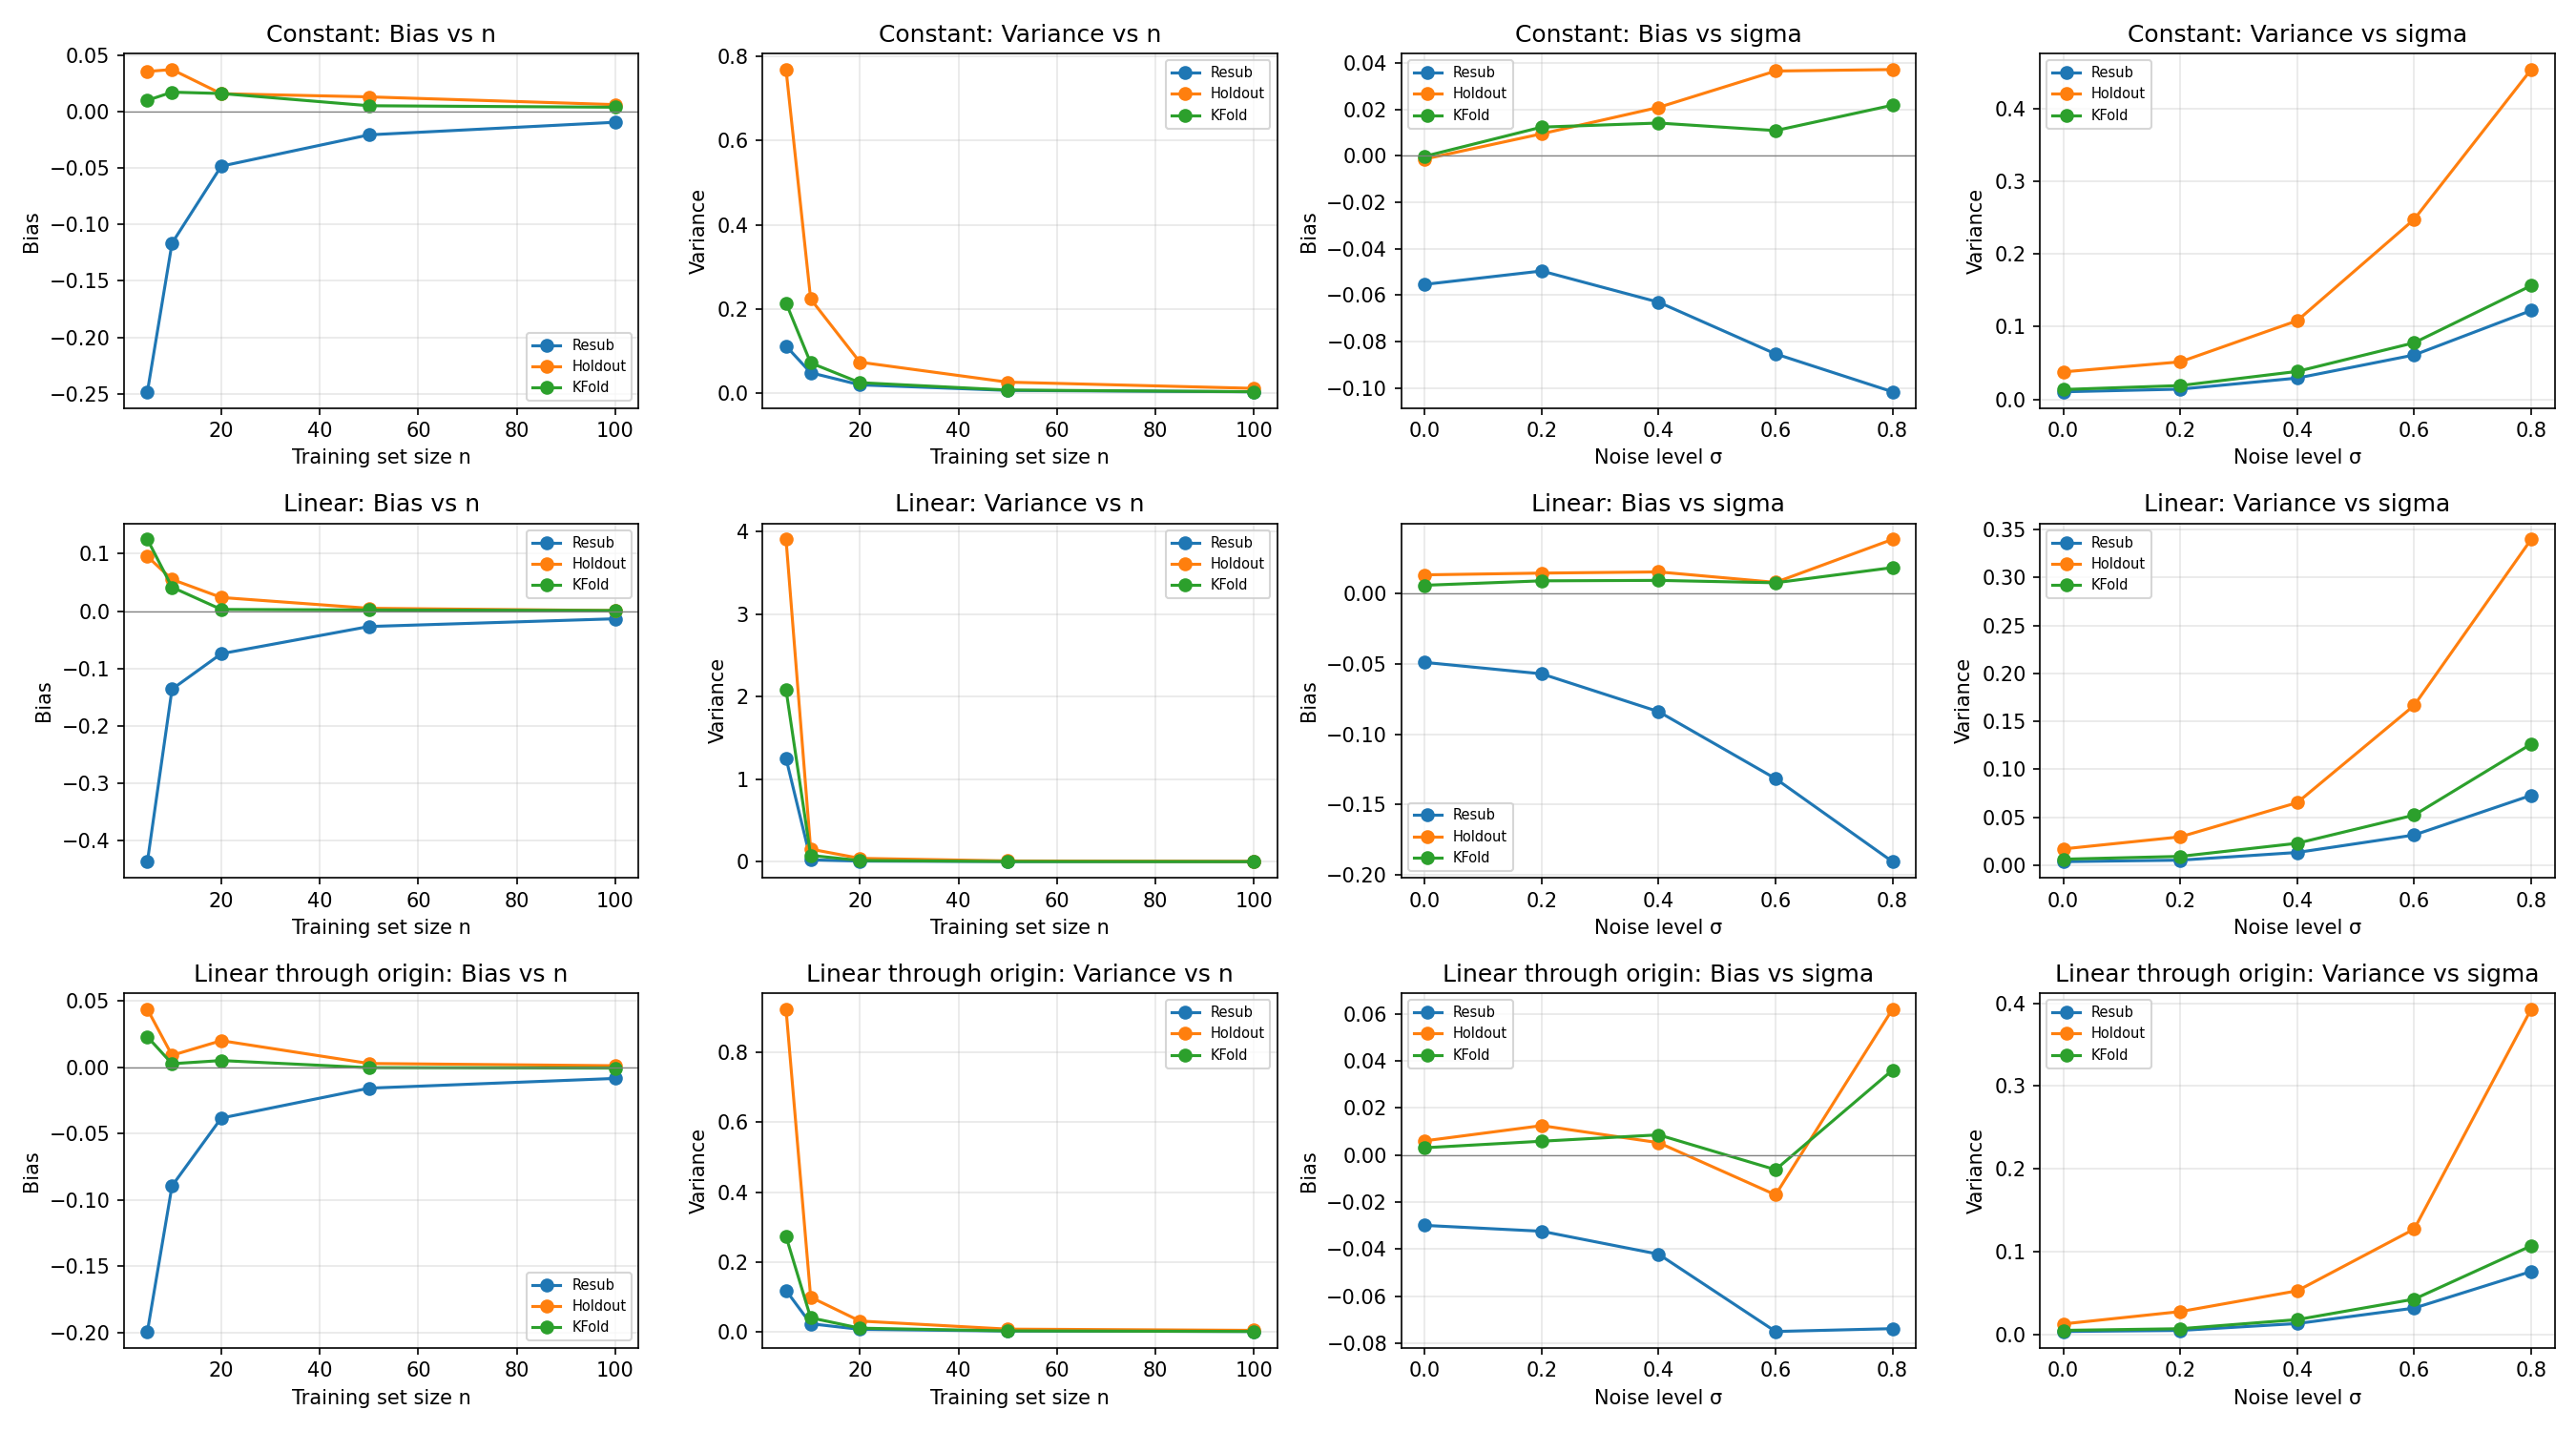 Constant: Bias vs n
0.05
0.00
−0.05
−0.10
−0.15
−0.20
−0.25
Bias
20 40 60 80 100
Training set size n
Resub
Holdout
KFold
Constant: Variance vs n
0.8
0.6
0.4
0.2
0.0
Variance
20 40 60 80 100
Training set size n
Resub
Holdout
KFold
Constant: Bias vs sigma
0.04
0.02
0.00
−0.02
−0.04
−0.06
−0.08
−0.10
Bias
0.0 0.2 0.4 0.6 0.8
Noise level σ
Resub
Holdout
KFold
Constant: Variance vs sigma
0.4
0.3
0.2
0.1
0.0
Variance
0.0 0.2 0.4 0.6 0.8
Noise level σ
Resub
Holdout
KFold
Linear: Bias vs n
0.1
0.0
−0.1
−0.2
−0.3
−0.4
Bias
20 40 60 80 100
Training set size n
Resub
Holdout
KFold
Linear: Variance vs n
4
3
2
1
0
Variance
20 40 60 80 100
Training set size n
Resub
Holdout
KFold
Linear: Bias vs sigma
0.00
−0.05
−0.10
−0.15
−0.20
Bias
0.0 0.2 0.4 0.6 0.8
Noise level σ
Resub
Holdout
KFold
Linear: Variance vs sigma
0.35
0.30
0.25
0.20
0.15
0.10
0.05
0.00
Variance
0.0 0.2 0.4 0.6 0.8
Noise level σ
Resub
Holdout
KFold
Linear through origin: Bias vs n
0.05
0.00
−0.05
−0.10
−0.15
−0.20
Bias
20 40 60 80 100
Training set size n
Resub
Holdout
KFold
Linear through origin: Variance vs n
0.8
0.6
0.4
0.2
0.0
Variance
20 40 60 80 100
Training set size n
Resub
Holdout
KFold
Linear through origin: Bias vs sigma
0.06
0.04
0.02
0.00
−0.02
−0.04
−0.06
−0.08
Bias
0.0 0.2 0.4 0.6 0.8
Noise level σ
Resub
Holdout
KFold
Linear through origin: Variance vs sigma
0.4
0.3
0.2
0.1
0.0
Variance
0.0 0.2 0.4 0.6 0.8
Noise level σ
Resub
Holdout
KFold